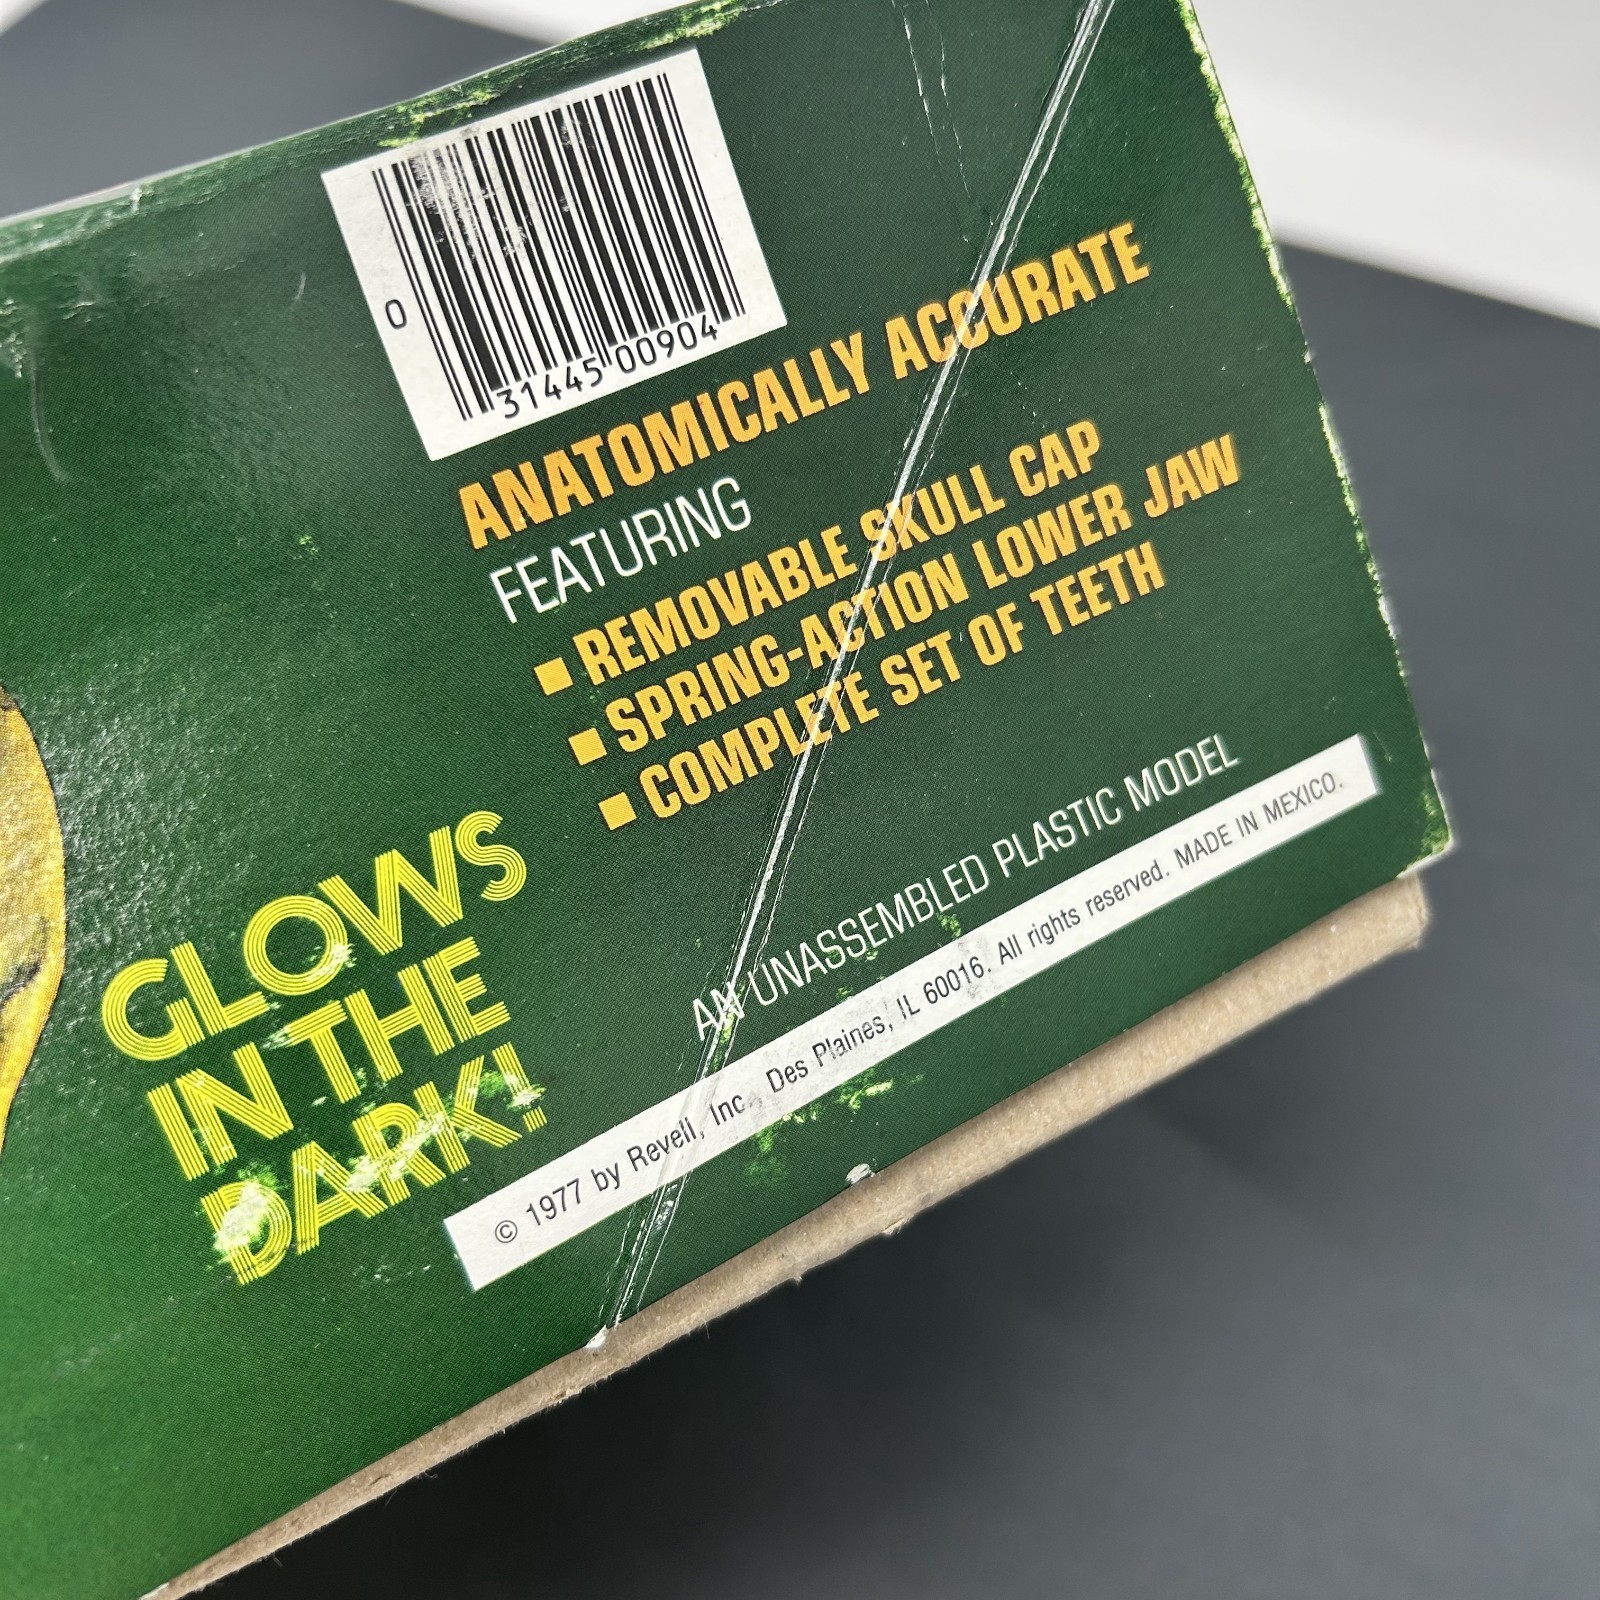 0
31445 00904
ANATOMICALLY ACCURATE
FEATURING
■ REMOVABLE SKULL CAP
■ SPRING-ACTION LOWER JAW
■ COMPLETE SET OF TEETH
GLOWS
IN THE
DARK!
AN UNASSEMBLED PLASTIC MODEL
© 1977 by Revell, Inc., Des Plaines, IL 60016. All rights reserved. MADE IN MEXICO.